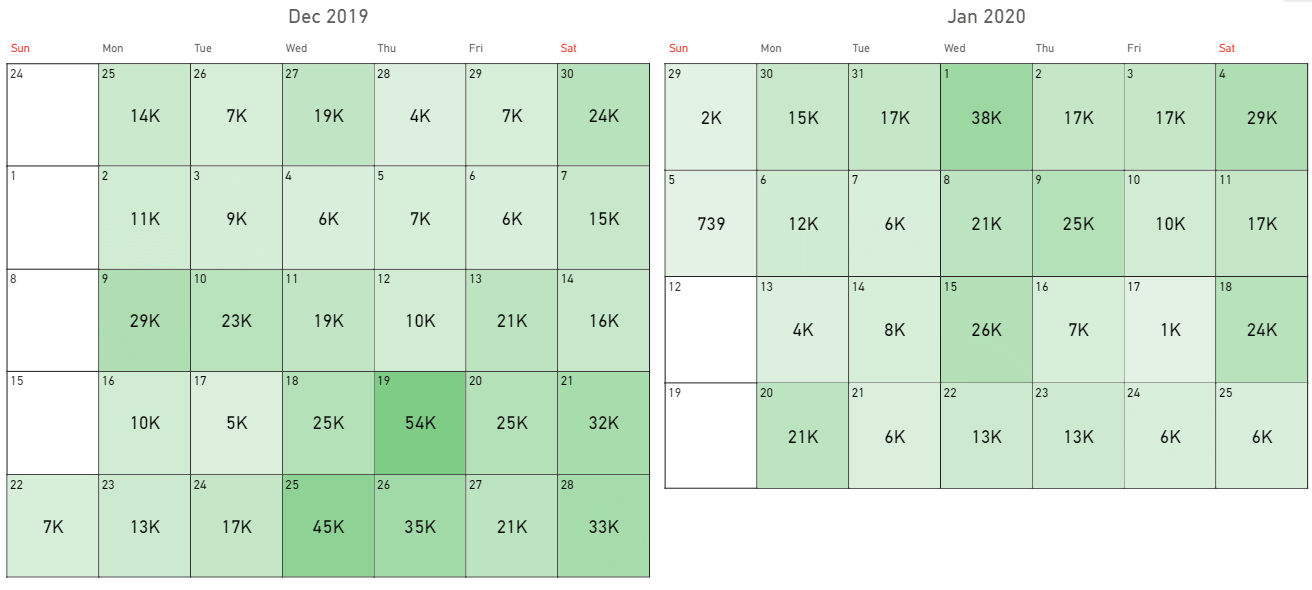 Dec 2019
Sun Mon Tue Wed Thu Fri Sat
24 25 26 27 28 29 30
14K 7K 19K 4K 7K 24K
1 2 3 4 5 6 7
11K 9K 6K 7K 6K 15K
8 9 10 11 12 13 14
29K 23K 19K 10K 21K 16K
15 16 17 18 19 20 21
10K 5K 25K 54K 25K 32K
22 23 24 25 26 27 28
7K 13K 17K 45K 35K 21K 33K
Jan 2020
Sun Mon Tue Wed Thu Fri Sat
29 30 31 1 2 3 4
2K 15K 17K 38K 17K 17K 29K
5 6 7 8 9 10 11
739 12K 6K 21K 25K 10K 17K
12 13 14 15 16 17 18
4K 8K 26K 7K 1K 24K
19 20 21 22 23 24 25
21K 6K 13K 13K 6K 6K